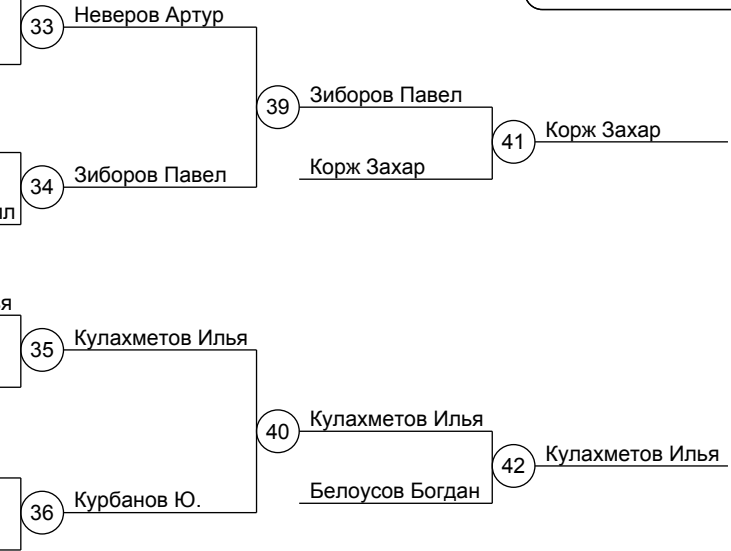 33 Неверов Артур
39 Зиборов Павел
41 Корж Захар
Корж Захар
34 Зиборов Павел
35 Кулахметов Илья
40 Кулахметов Илья
42 Кулахметов Илья
Белоусов Богдан
36 Курбанов Ю.